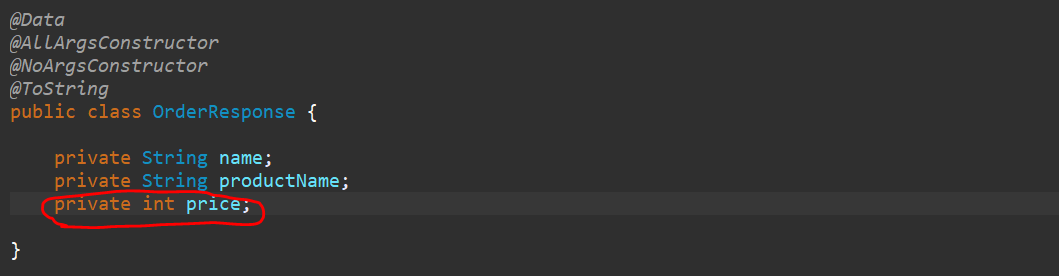 @Data
@AllArgsConstructor
@NoArgsConstructor
@ToString
public class OrderResponse {
private String name;
private String productName;
private int price;
}